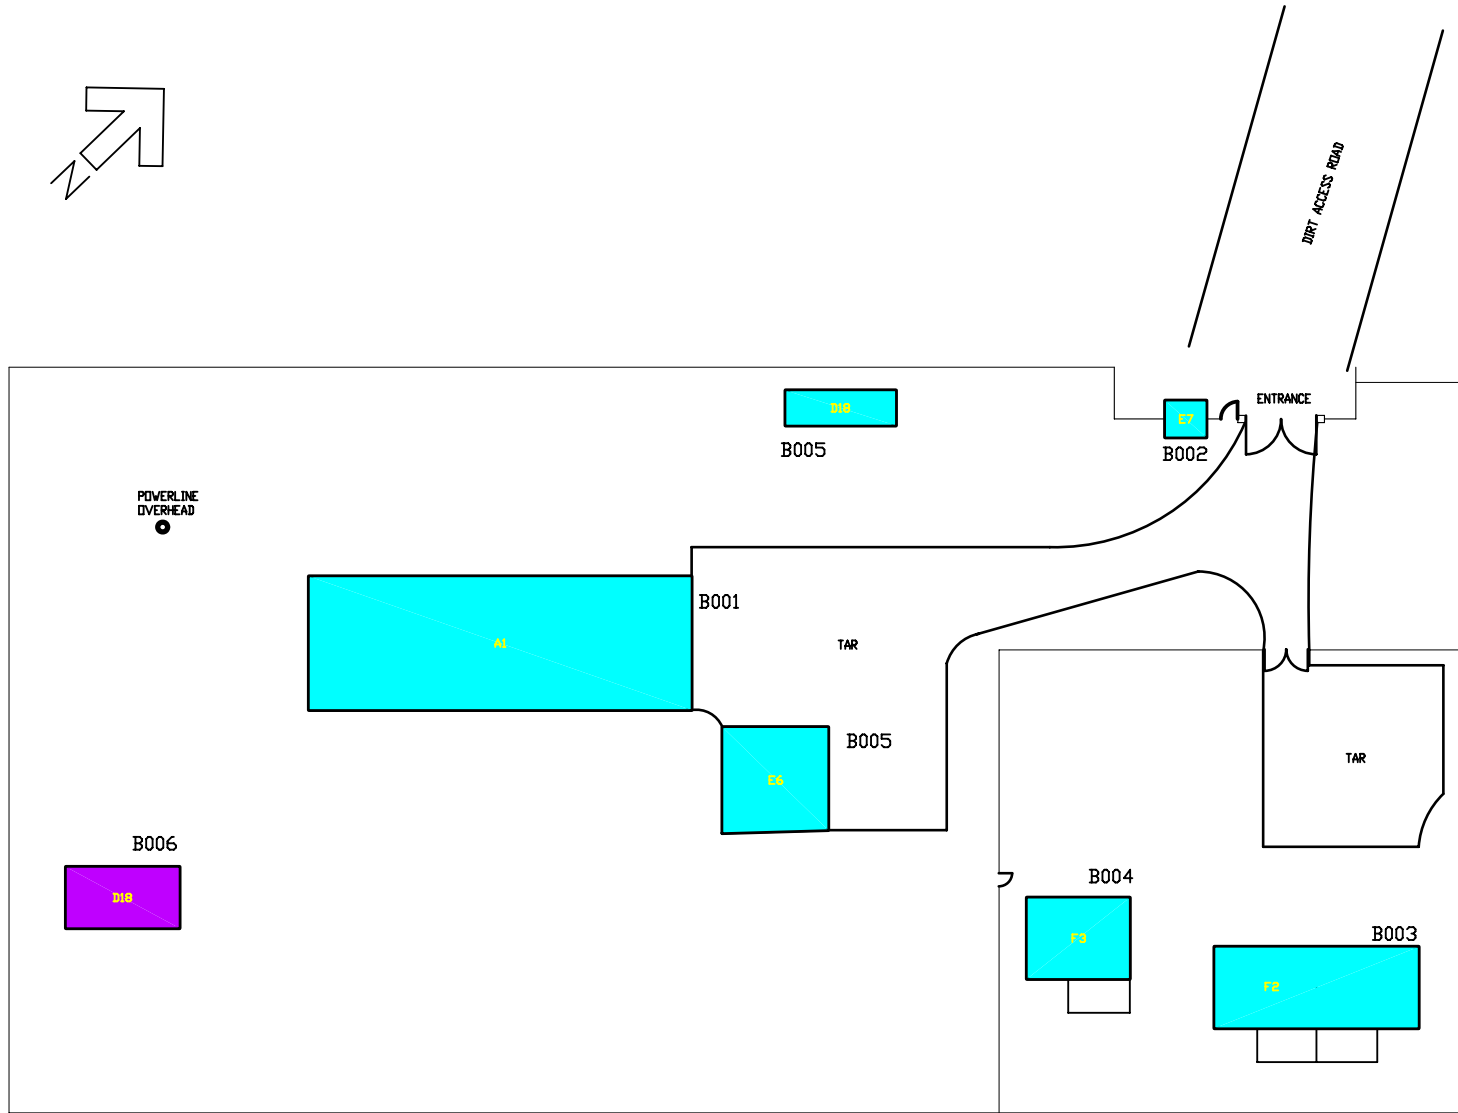 N
DIRT ACCESS ROAD
ENTRANCE
D18
E7
B005
B002
POWERLINE
OVERHEAD
B001
A1
TAR
B005
TAR
E6
B006
D18
B004
F3
B003
F2